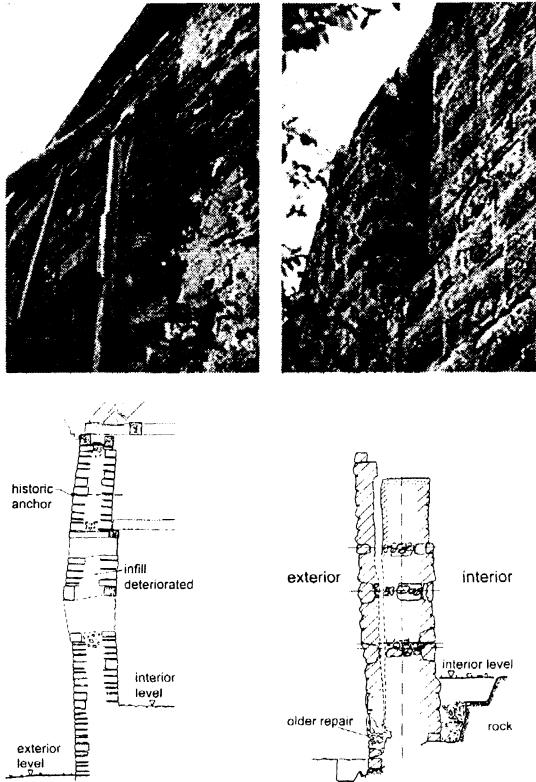 historic
anchor
infill
deteriorated
interior
level
exterior
level
exterior
interior
interior level
older repair
rock